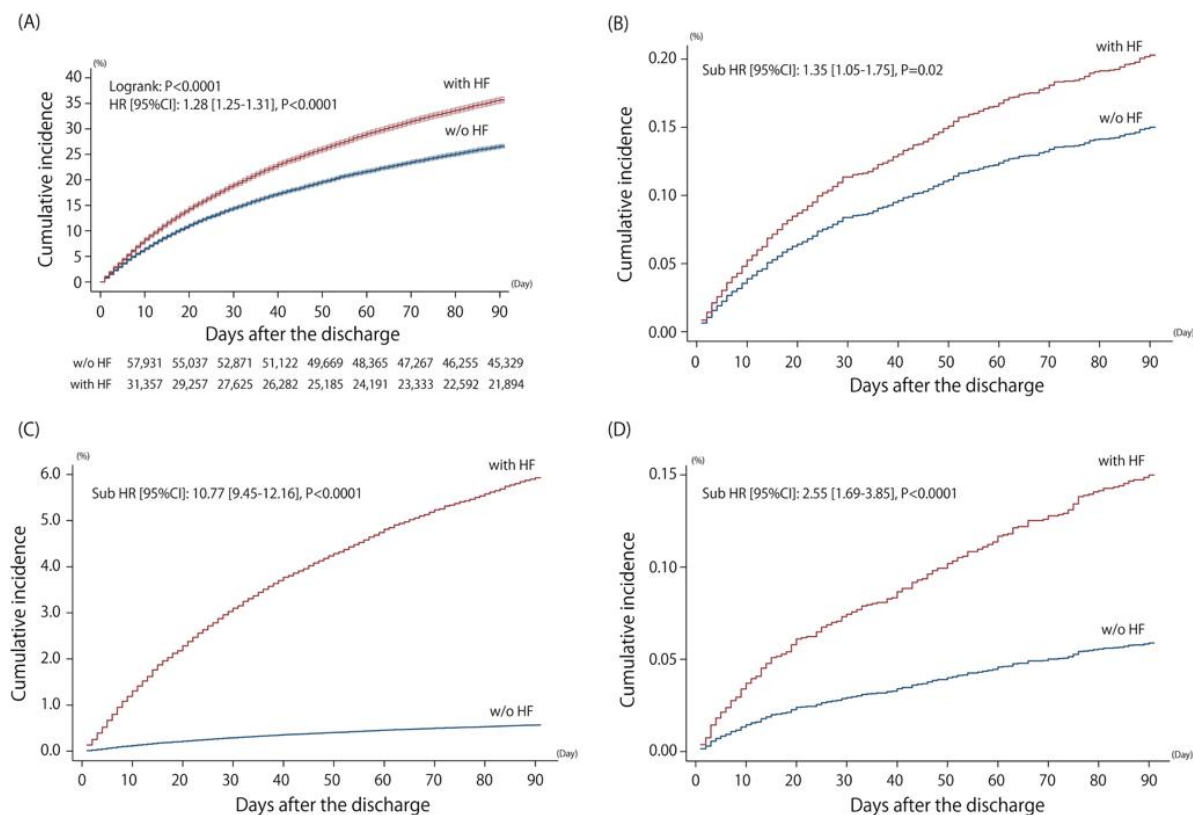 (A)
(%)
Logrank: P<0.0001
HR [95%CI]: 1.28 [1.25-1.31], P<0.0001
with HF
w/o HF
Cumulative incidence
40
35
30
25
20
15
10
5
0
0 10 20 30 40 50 60 70 80 90
(Day)
Days after the discharge
w/o HF 57,931 55,037 52,871 51,122 49,669 48,365 47,267 46,255 45,329
with HF 31,357 29,257 27,625 26,282 25,185 24,191 23,333 22,592 21,894
(B)
(%)
Sub HR [95%CI]: 1.35 [1.05-1.75], P=0.02
with HF
w/o HF
Cumulative incidence
0.20
0.15
0.10
0.05
0.00
0 10 20 30 40 50 60 70 80 90
(Day)
Days after the discharge
(C)
(%)
Sub HR [95%CI]: 10.77 [9.45-12.16], P<0.0001
with HF
w/o HF
Cumulative incidence
6.0
5.0
4.0
3.0
2.0
1.0
0.0
0 10 20 30 40 50 60 70 80 90
(Day)
Days after the discharge
(D)
(%)
Sub HR [95%CI]: 2.55 [1.69-3.85], P<0.0001
with HF
w/o HF
Cumulative incidence
0.15
0.10
0.05
0.00
0 10 20 30 40 50 60 70 80 90
(Day)
Days after the discharge